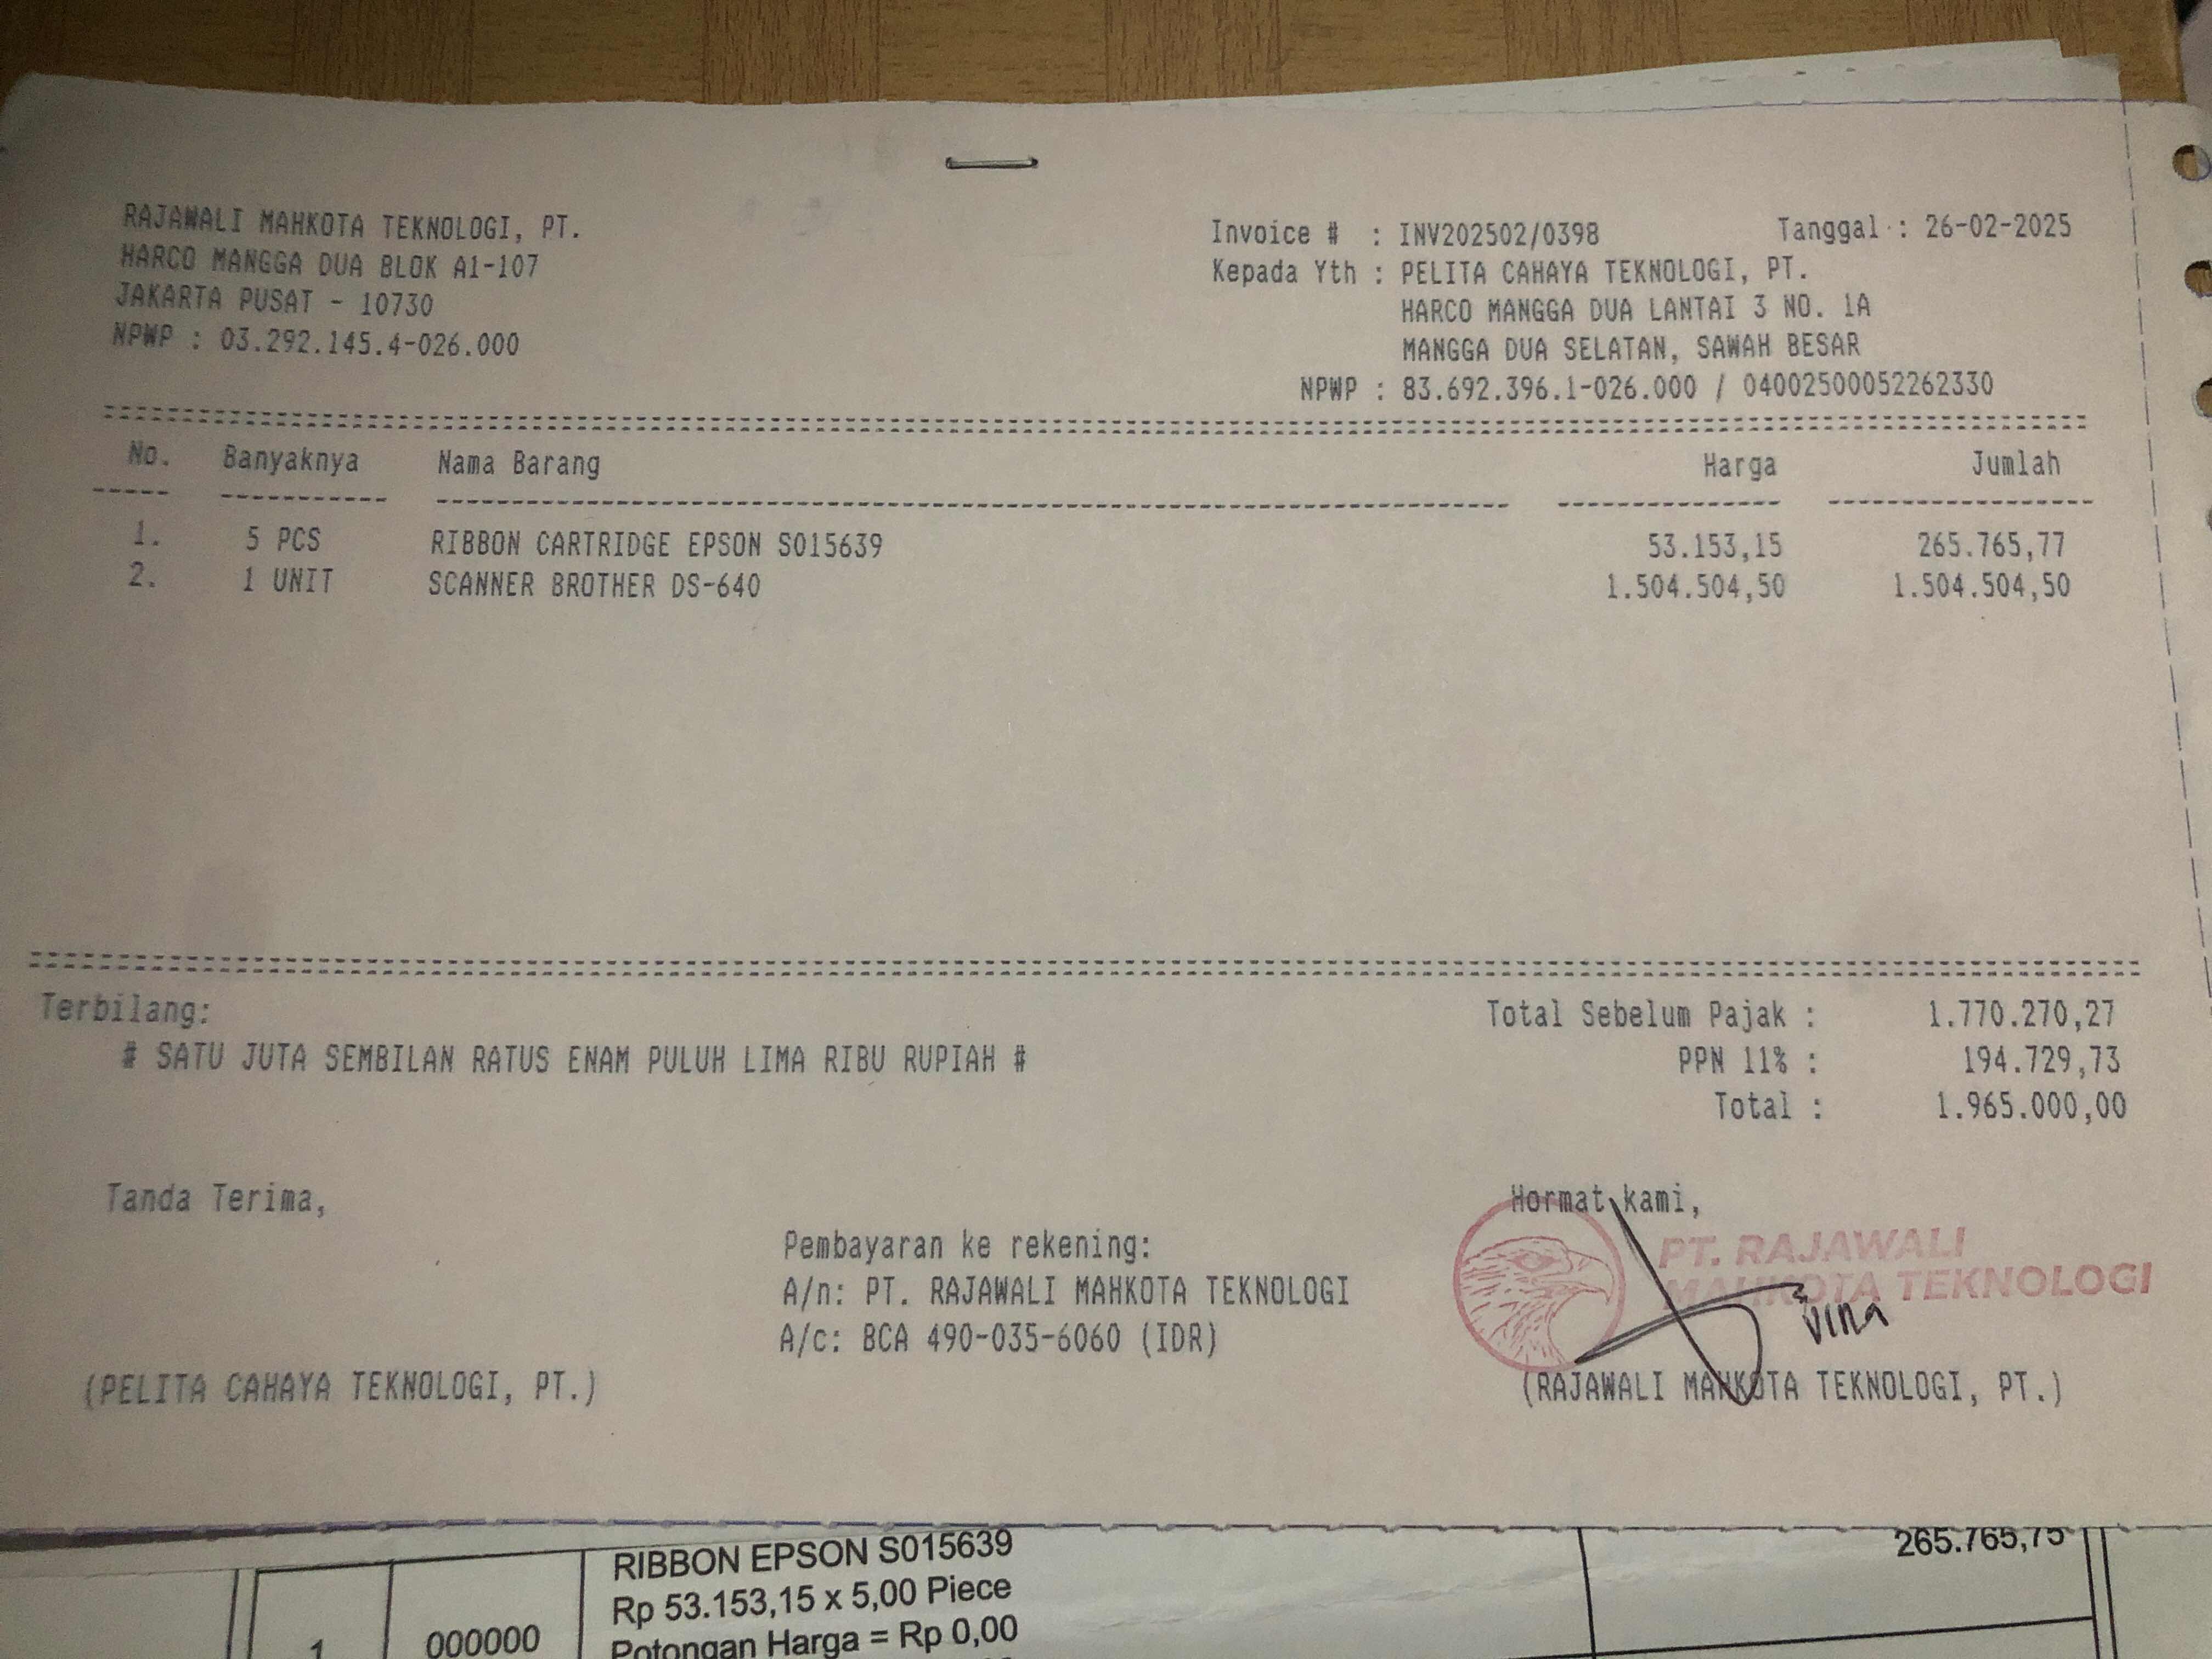 RAJAWALI MAHKOTA TEKNOLOGI, PT.
HARCO MANGGA DUA BLOK A1-107
JAKARTA PUSAT - 10730
NPWP : 03.292.145.4-026.000
Invoice # : INV202502/0398 Tanggal : 26-02-2025
Kepada Yth : PELITA CAHAYA TEKNOLOGI, PT.
HARCO MANGGA DUA LANTAI 3 NO. 1A
MANGGA DUA SELATAN, SAWAH BESAR
NPWP : 83.692.396.1-026.000 / 04002500052262330
No. Banyaknya Nama Barang Harga Jumlah
1. 5 PCS RIBBON CARTRIDGE EPSON S015639 53.153,15 265.765,77
2. 1 UNIT SCANNER BROTHER DS-640 1.504.504,50 1.504.504,50
Terbilang:
# SATU JUTA SEMBILAN RATUS ENAM PULUH LIMA RIBU RUPIAH #
Total Sebelum Pajak : 1.770.270,27
PPN 11% : 194.729,73
Total : 1.965.000,00
Tanda Terima,
(PELITA CAHAYA TEKNOLOGI, PT.)
Pembayaran ke rekening:
A/n: PT. RAJAWALI MAHKOTA TEKNOLOGI
A/c: BCA 490-035-6060 (IDR)
Hormat kami,
PT. RAJAWALI
MAHKOTA TEKNOLOGI
Vina
(RAJAWALI MAHKOTA TEKNOLOGI, PT.)
RIBBON EPSON S015639 265.765,75
Rp 53.153,15 x 5,00 Piece
1 000000 Potongan Harga = Rp 0,00